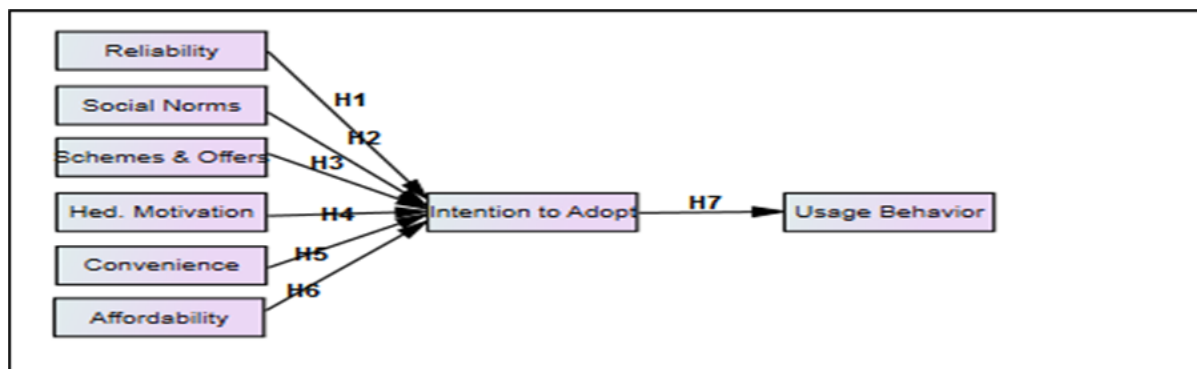 Reliability
H1
Social Norms
H2
Schemes & Offers
H3
Hed. Motivation
H4
Intention to Adopt
H7
Usage Behavior
Convenience
H5
Affordability
H6